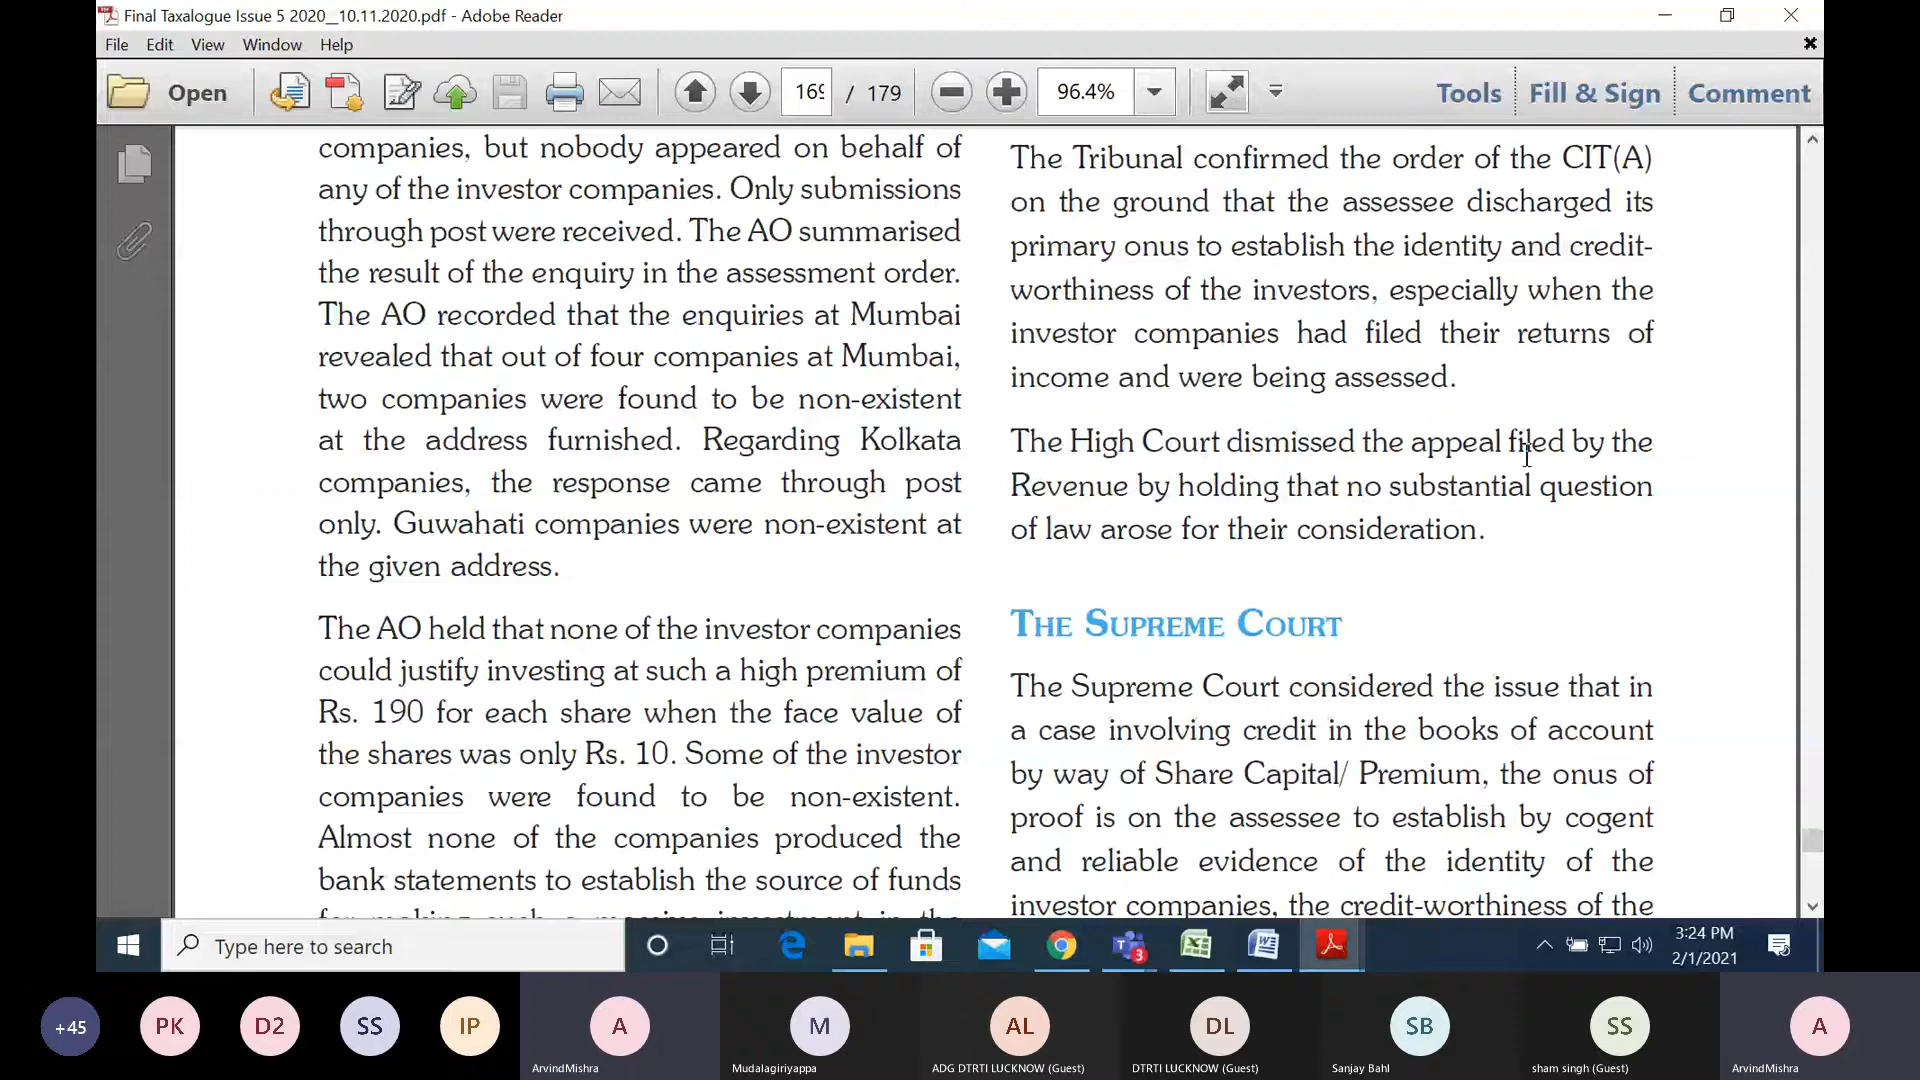 Final Taxalogue Issue 5 2020_10.11.2020.pdf - Adobe Reader
File Edit View Window Help
Open 169 / 179 96.4% Tools Fill & Sign Comment
companies, but nobody appeared on behalf of
any of the investor companies. Only submissions
through post were received. The AO summarised
the result of the enquiry in the assessment order.
The AO recorded that the enquiries at Mumbai
revealed that out of four companies at Mumbai,
two companies were found to be non-existent
at the address furnished. Regarding Kolkata
companies, the response came through post
only. Guwahati companies were non-existent at
the given address.
The AO held that none of the investor companies
could justify investing at such a high premium of
Rs. 190 for each share when the face value of
the shares was only Rs. 10. Some of the investor
companies were found to be non-existent.
Almost none of the companies produced the
bank statements to establish the source of funds
for making such a massive investment in the
The Tribunal confirmed the order of the CIT(A)
on the ground that the assessee discharged its
primary onus to establish the identity and credit-
worthiness of the investors, especially when the
investor companies had filed their returns of
income and were being assessed.
The High Court dismissed the appeal filed by the
Revenue by holding that no substantial question
of law arose for their consideration.
THE SUPREME COURT
The Supreme Court considered the issue that in
a case involving credit in the books of account
by way of Share Capital/ Premium, the onus of
proof is on the assessee to establish by cogent
and reliable evidence of the identity of the
investor companies, the credit-worthiness of the
Type here to search
3
3:24 PM
2/1/2021
+45 PK D2 SS IP A M AL DL SB SS A
ArvindMishra Mudalagiriyappa ADG DTRTI LUCKNOW (Guest) DTRTI LUCKNOW (Guest) Sanjay Bahl sham singh (Guest) ArvindMishra